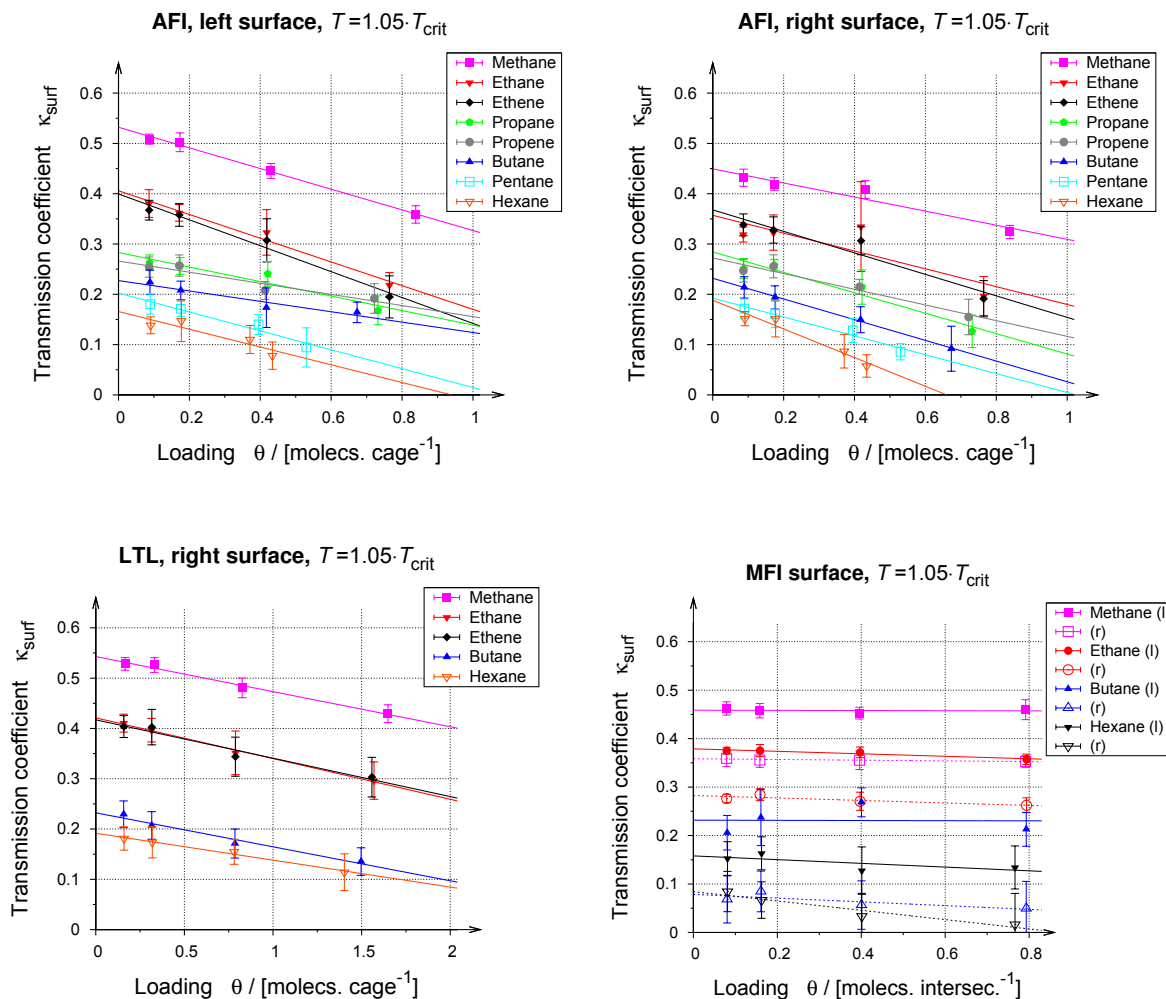 AFI, left surface, T=1.05·T_crit
Transmission coefficient κ_surf
0.6
0.5
0.4
0.3
0.2
0.1
0
0 0.2 0.4 0.6 0.8 1
Loading θ / [molecs. cage⁻¹]
Methane
Ethane
Ethene
Propane
Propene
Butane
Pentane
Hexane
AFI, right surface, T=1.05·T_crit
Transmission coefficient κ_surf
0.6
0.5
0.4
0.3
0.2
0.1
0
0 0.2 0.4 0.6 0.8 1
Loading θ / [molecs. cage⁻¹]
Methane
Ethane
Ethene
Propane
Propene
Butane
Pentane
Hexane
LTL, right surface, T=1.05·T_crit
Transmission coefficient κ_surf
0.6
0.5
0.4
0.3
0.2
0.1
0
0 0.5 1 1.5 2
Loading θ / [molecs. cage⁻¹]
Methane
Ethane
Ethene
Butane
Hexane
MFI surface, T=1.05·T_crit
Transmission coefficient κ_surf
0.6
0.5
0.4
0.3
0.2
0.1
0
0 0.2 0.4 0.6 0.8
Loading θ / [molecs. intersec.⁻¹]
Methane (l
(r)
Ethane (l)
(r)
Butane (l)
(r)
Hexane (l)
(r)